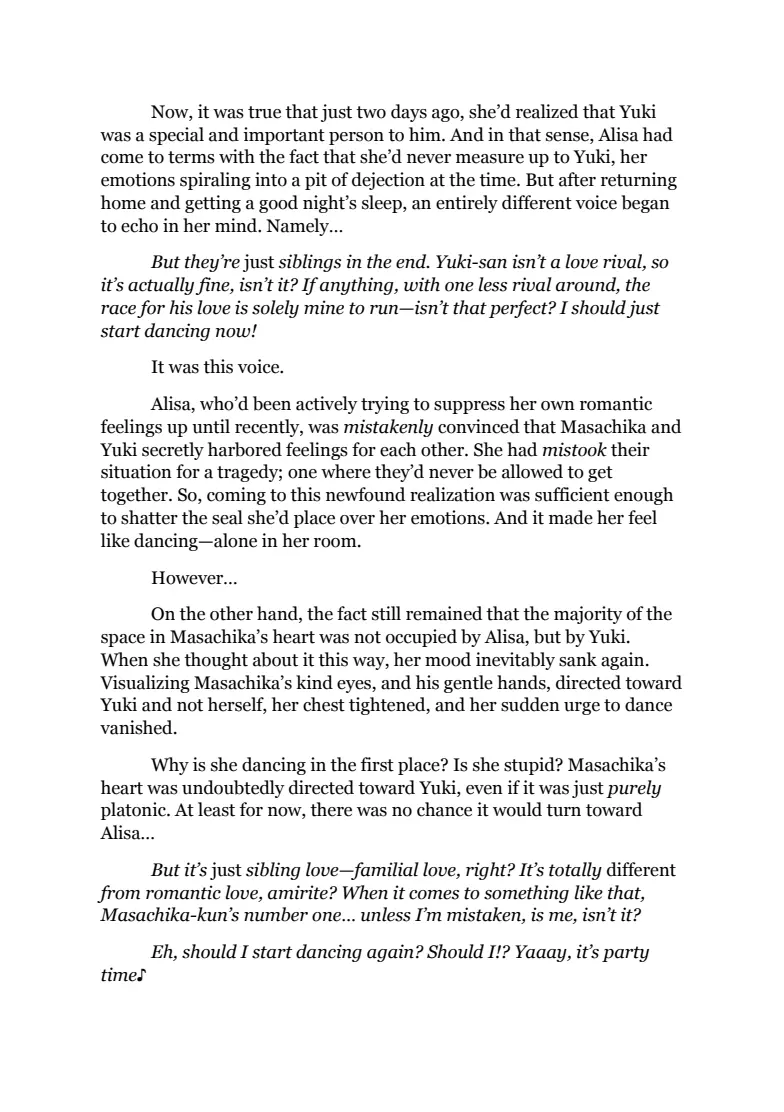 Now, it was true that just two days ago, she’d realized that Yuki
was a special and important person to him. And in that sense, Alisa had
come to terms with the fact that she’d never measure up to Yuki, her
emotions spiraling into a pit of dejection at the time. But after returning
home and getting a good night’s sleep, an entirely different voice began
to echo in her mind. Namely…
But they’re just siblings in the end. Yuki-san isn’t a love rival, so
it’s actually fine, isn’t it? If anything, with one less rival around, the
race for his love is solely mine to run—isn’t that perfect? I should just
start dancing now!
It was this voice.
Alisa, who’d been actively trying to suppress her own romantic
feelings up until recently, was mistakenly convinced that Masachika and
Yuki secretly harbored feelings for each other. She had mistook their
situation for a tragedy; one where they’d never be allowed to get
together. So, coming to this newfound realization was sufficient enough
to shatter the seal she’d place over her emotions. And it made her feel
like dancing—alone in her room.
However…
On the other hand, the fact still remained that the majority of the
space in Masachika’s heart was not occupied by Alisa, but by Yuki.
When she thought about it this way, her mood inevitably sank again.
Visualizing Masachika’s kind eyes, and his gentle hands, directed toward
Yuki and not herself, her chest tightened, and her sudden urge to dance
vanished.
Why is she dancing in the first place? Is she stupid? Masachika’s
heart was undoubtedly directed toward Yuki, even if it was just purely
platonic. At least for now, there was no chance it would turn toward
Alisa…
But it’s just sibling love—familial love, right? It’s totally different
from romantic love, amirite? When it comes to something like that,
Masachika-kun’s number one… unless I’m mistaken, is me, isn’t it?
Eh, should I start dancing again? Should I!? Yaaay, it’s party
time♪